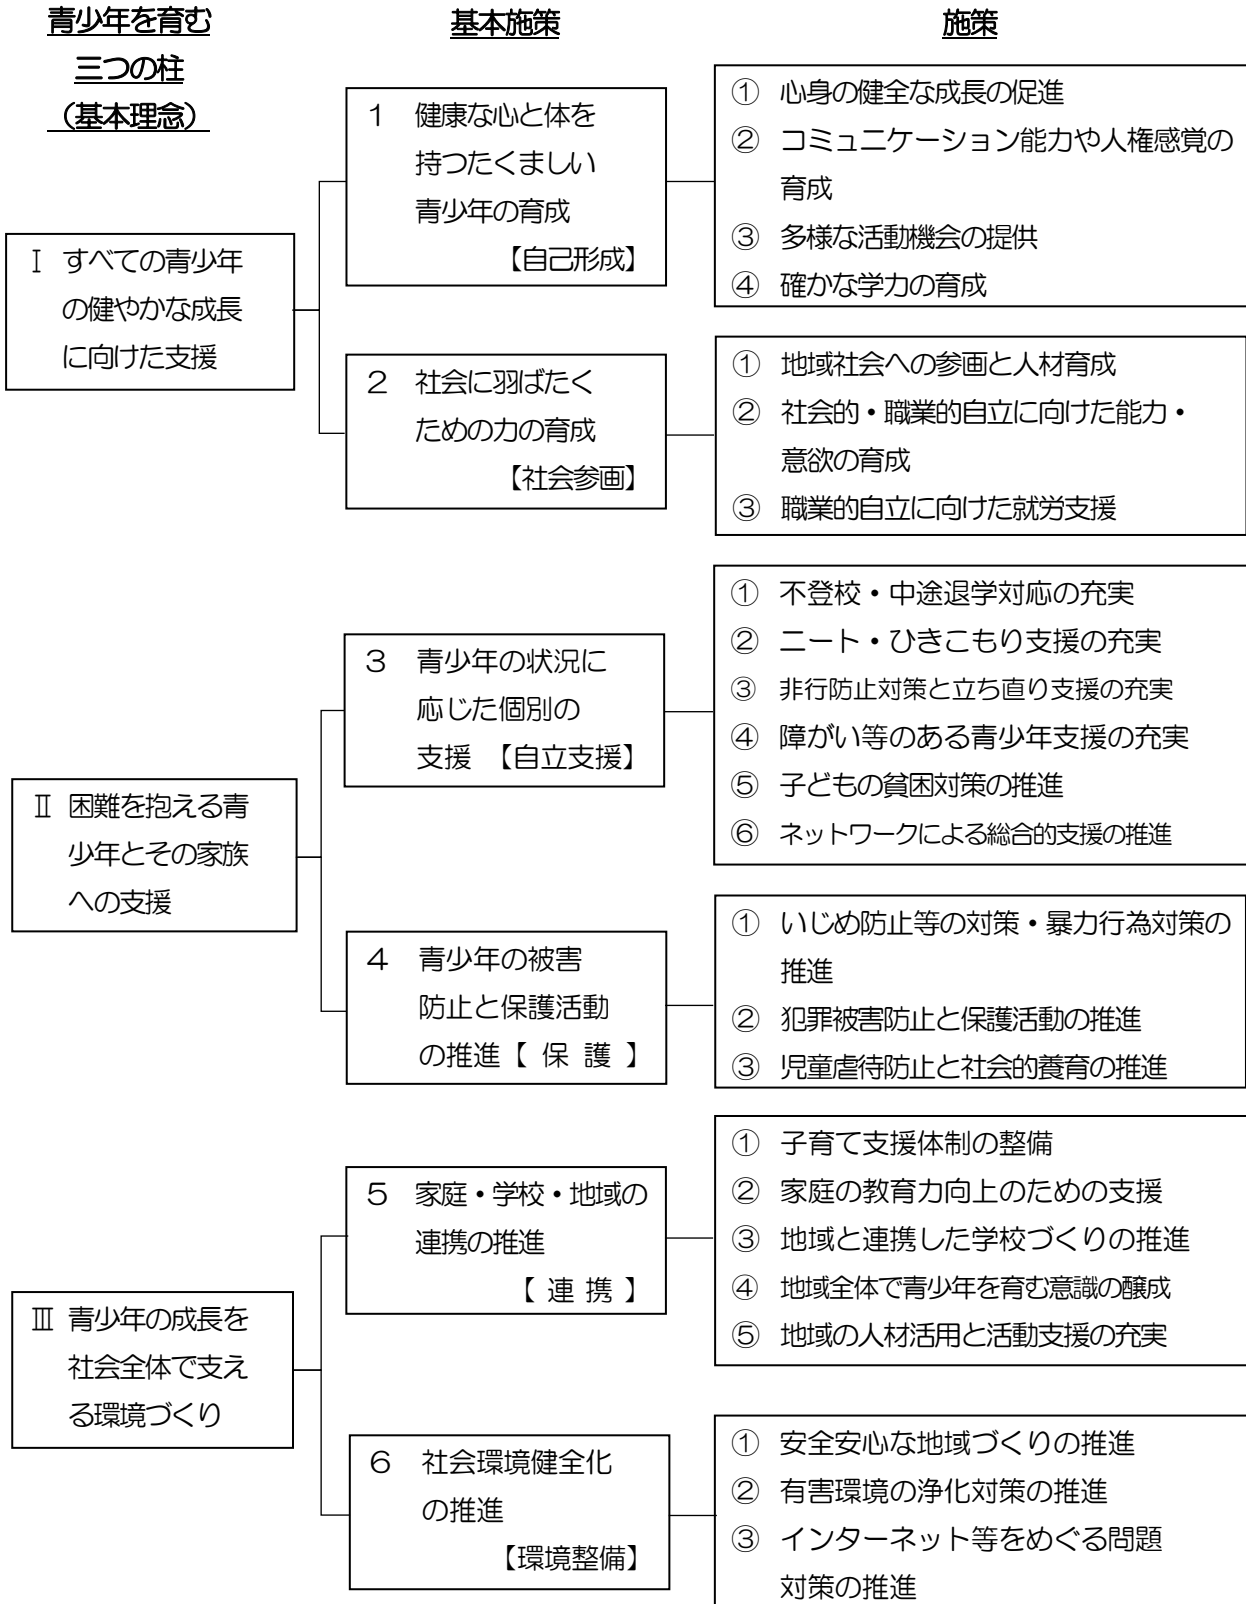 青少年を育む
三つの柱
（基本理念）
基本施策
施策
Ⅰ すべての青少年
の健やかな成長
に向けた支援
１ 健康な心と体を
持つたくましい
青少年の育成
【自己形成】
① 心身の健全な成長の促進
② コミュニケーション能力や人権感覚の
育成
③ 多様な活動機会の提供
④ 確かな学力の育成
２ 社会に羽ばたく
ための力の育成
【社会参画】
① 地域社会への参画と人材育成
② 社会的・職業的自立に向けた能力・
意欲の育成
③ 職業的自立に向けた就労支援
Ⅱ 困難を抱える青
少年とその家族
への支援
３ 青少年の状況に
応じた個別の
支援 【自立支援】
① 不登校・中途退学対応の充実
② ニート・ひきこもり支援の充実
③ 非行防止対策と立ち直り支援の充実
④ 障がい等のある青少年支援の充実
⑤ 子どもの貧困対策の推進
⑥ ネットワークによる総合的支援の推進
４ 青少年の被害
防止と保護活動
の推進【 保 護 】
① いじめ防止等の対策・暴力行為対策の
推進
② 犯罪被害防止と保護活動の推進
③ 児童虐待防止と社会的養育の推進
Ⅲ 青少年の成長を
社会全体で支え
る環境づくり
５ 家庭・学校・地域の
連携の推進
【 連 携 】
① 子育て支援体制の整備
② 家庭の教育力向上のための支援
③ 地域と連携した学校づくりの推進
④ 地域全体で青少年を育む意識の醸成
⑤ 地域の人材活用と活動支援の充実
６ 社会環境健全化
の推進
【環境整備】
① 安全安心な地域づくりの推進
② 有害環境の浄化対策の推進
③ インターネット等をめぐる問題
対策の推進